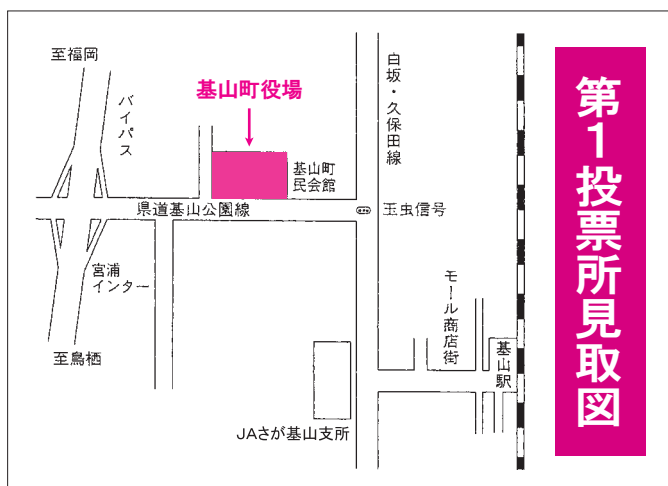 第1投票所見取図
至福岡
バイパス
基山町役場
白坂・久保田線
基山町
民会館
県道基山公園線
玉虫信号
宮浦
インター
至鳥栖
モール商店街
基山駅
JAさが基山支所